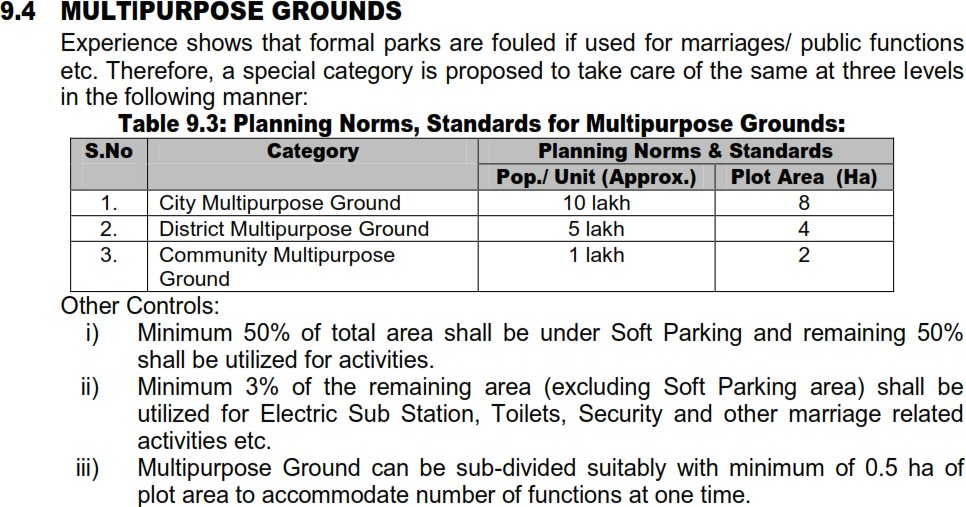 9.4 MULTIPURPOSE GROUNDS
Experience shows that formal parks are fouled if used for marriages/ public functions
etc. Therefore, a special category is proposed to take care of the same at three levels
in the following manner:
Table 9.3: Planning Norms, Standards for Multipurpose Grounds:
S.No Category Planning Norms & Standards
Pop./ Unit (Approx.) Plot Area (Ha)
1. City Multipurpose Ground 10 lakh 8
2. District Multipurpose Ground 5 lakh 4
3. Community Multipurpose 1 lakh 2
Ground
Other Controls:
i) Minimum 50% of total area shall be under Soft Parking and remaining 50%
shall be utilized for activities.
ii) Minimum 3% of the remaining area (excluding Soft Parking area) shall be
utilized for Electric Sub Station, Toilets, Security and other marriage related
activities etc.
iii) Multipurpose Ground can be sub-divided suitably with minimum of 0.5 ha of
plot area to accommodate number of functions at one time.